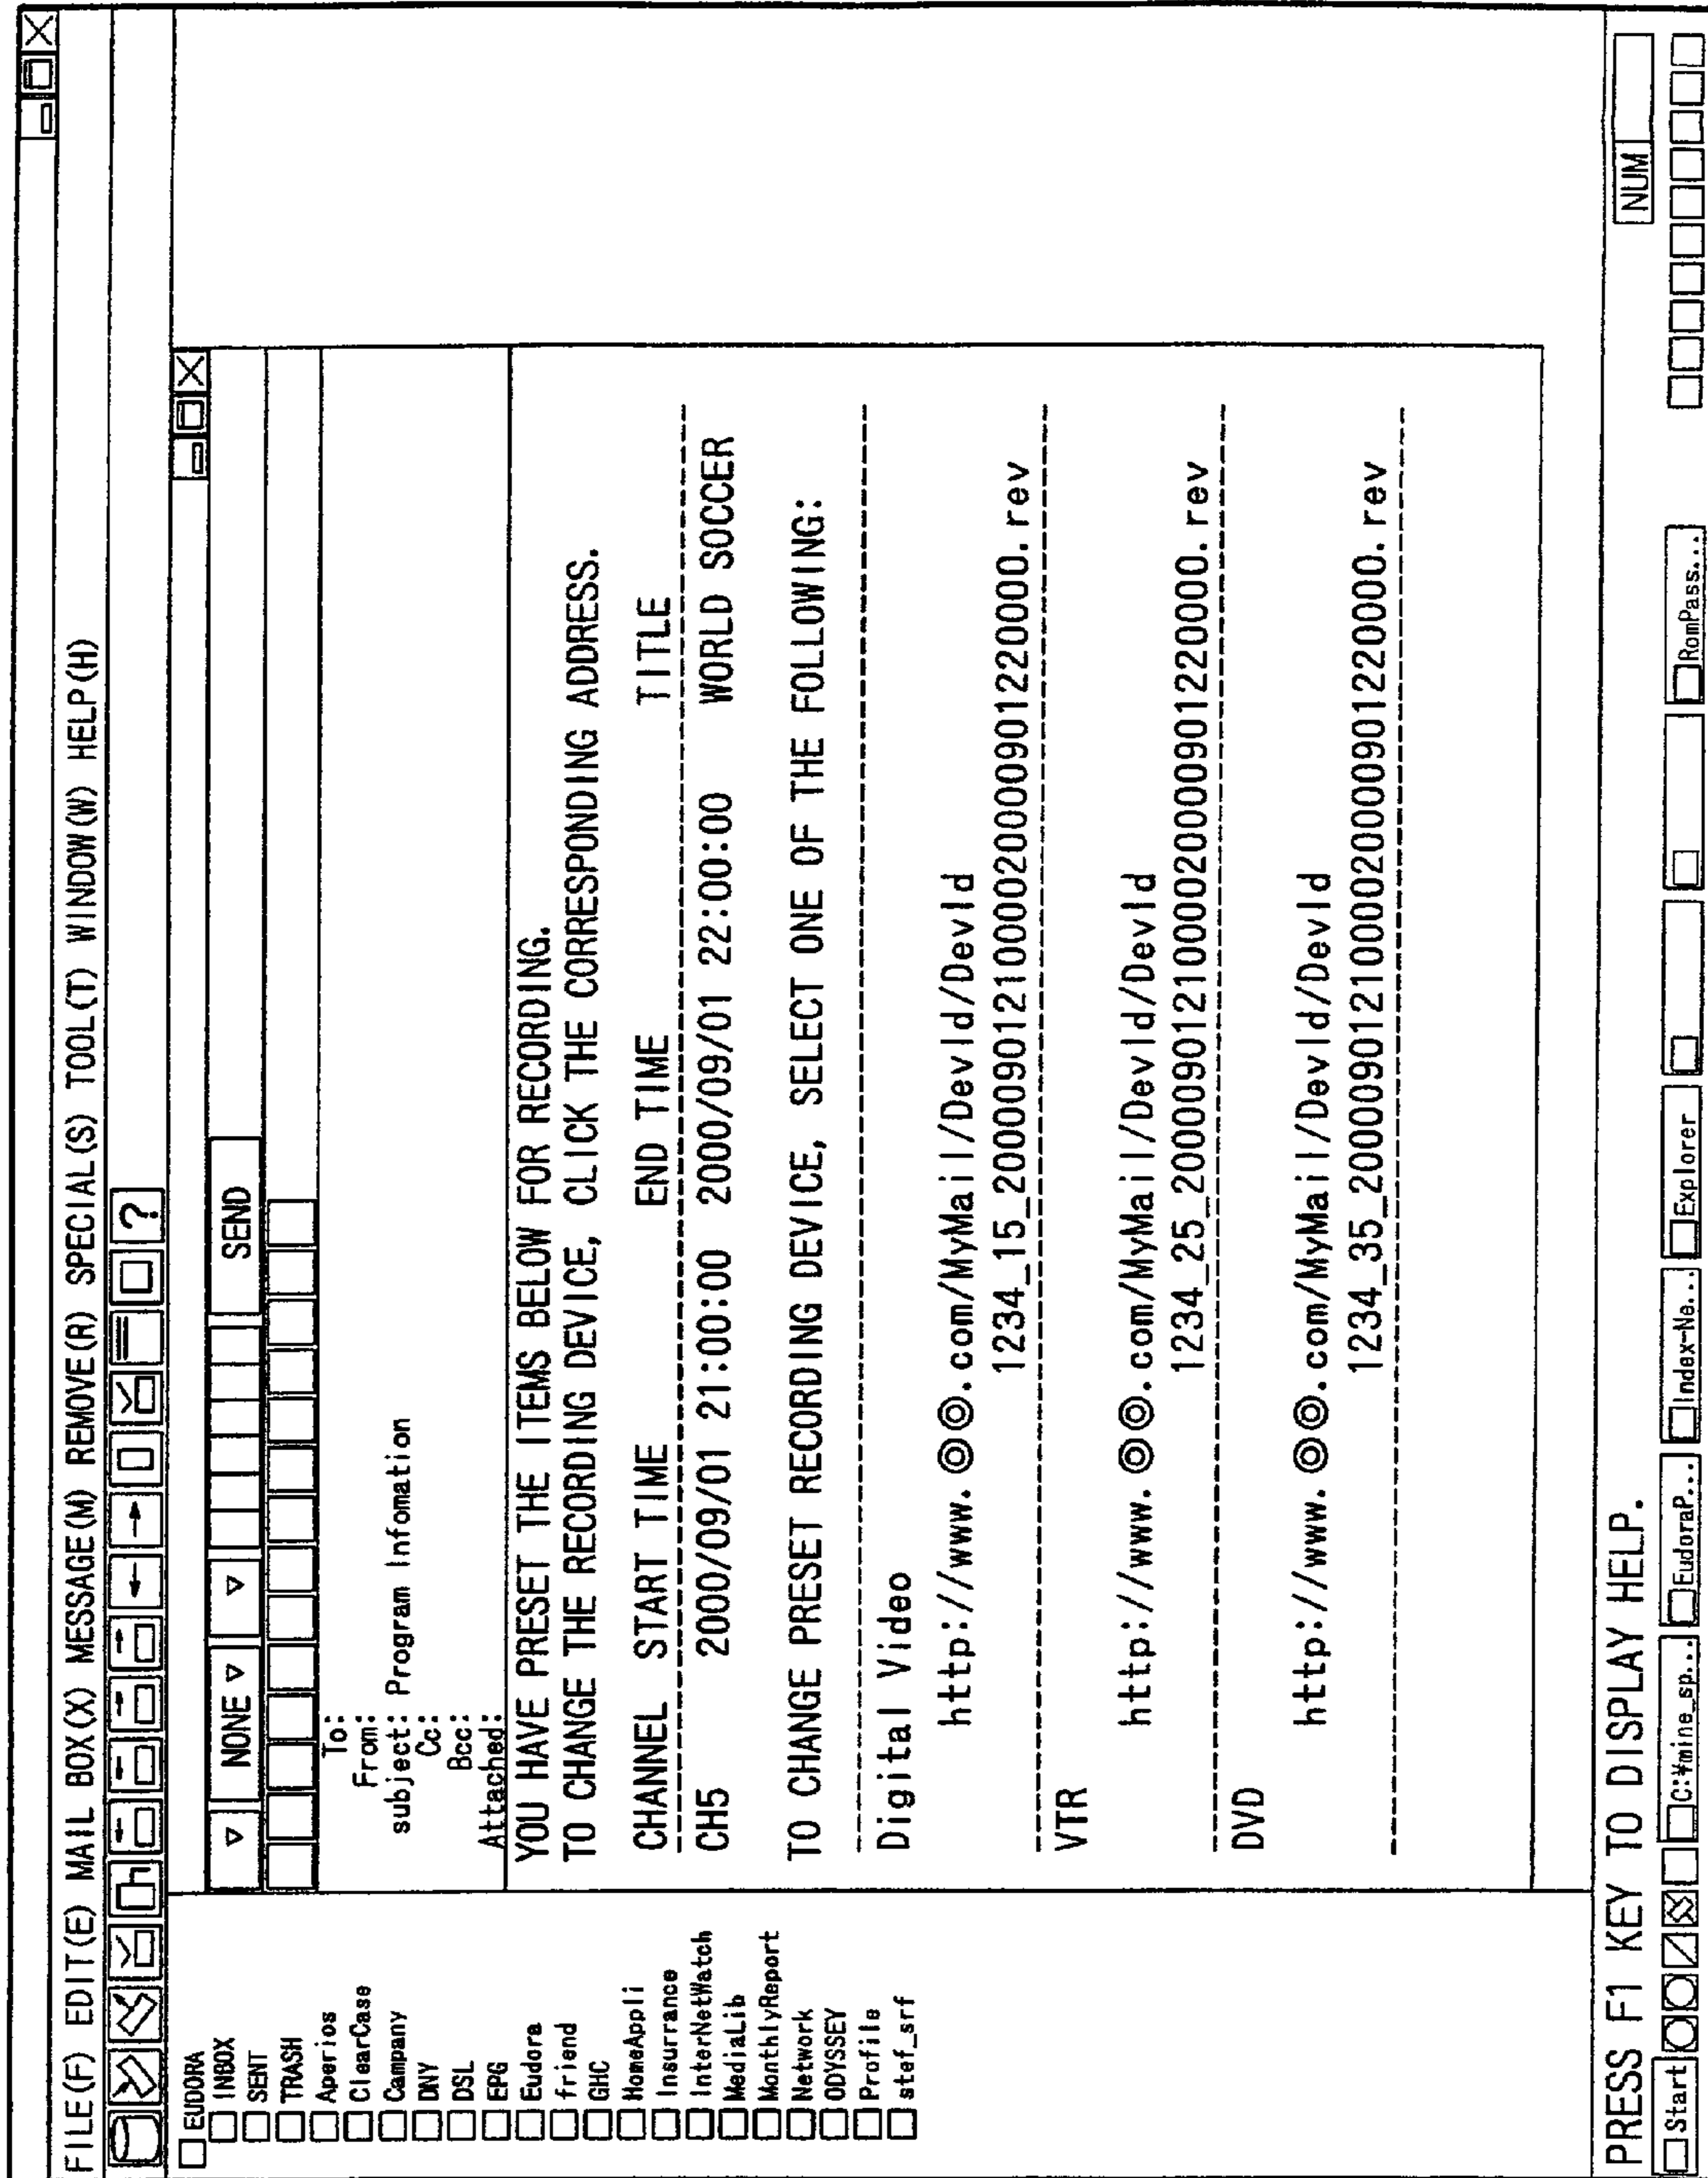 FILE(F) EDIT(E) MAIL BOX(X) MESSAGE(M) REMOVE(R) SPECIAL(S) TOOL(T) WINDOW(W) HELP(H)
?
EUDORA
INBOX
SENT
TRASH
Aperios
ClearCase
Campany
DNY
DSL
EPG
Eudora
friend
GHC
HomeAppli
Insurrance
InterNetWatch
MediaLib
MonthlyReport
Network
ODYSSEY
Profile
stef_srf
NONE SEND
To:
From:
subject: Program Infomation
Cc:
Bcc:
Attached:
YOU HAVE PRESET THE ITEMS BELOW FOR RECORDING.
TO CHANGE THE RECORDING DEVICE, CLICK THE CORRESPONDING ADDRESS.
CHANNEL START TIME END TIME TITLE
CH5 2000/09/01 21:00:00 2000/09/01 22:00:00 WORLD SOCCER
TO CHANGE PRESET RECORDING DEVICE, SELECT ONE OF THE FOLLOWING:
Digital Video
http://www.◎◎.com/MyMail/DevId/DevId
1234_15_2000090121000020000901220000.rev
VTR
http://www.◎◎.com/MyMail/DevId/DevId
1234_25_2000090121000020000901220000.rev
DVD
http://www.◎◎.com/MyMail/DevId/DevId
1234_35_2000090121000020000901220000.rev
PRESS F1 KEY TO DISPLAY HELP.
NUM
Start C:¥mine_sp... EudoraP... Index-Ne... Explorer RomPass...